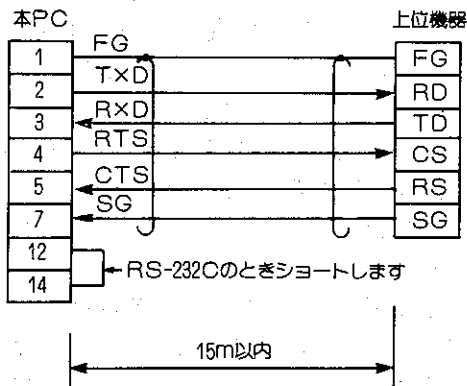 本PC 上位機器
1 FG FG
2 TXD RD
3 RXD TD
4 RTS CS
5 CTS RS
7 SG SG
12
14
RS-232Cのときショートします
15m以内